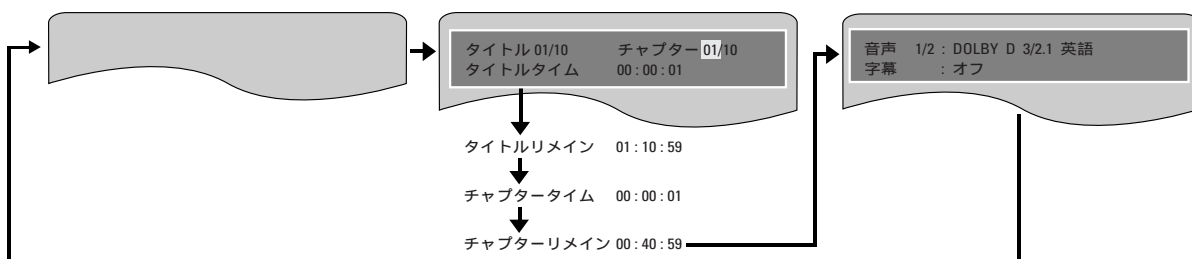 タイトル 01/10 チャプター 01/10
タイトルタイム 00:00:01
タイトルリメイン 01:10:59
チャプタータイム 00:00:01
チャプターリメイン 00:40:59
音声 1/2 : DOLBY D 3/2.1 英語
字幕 : オフ